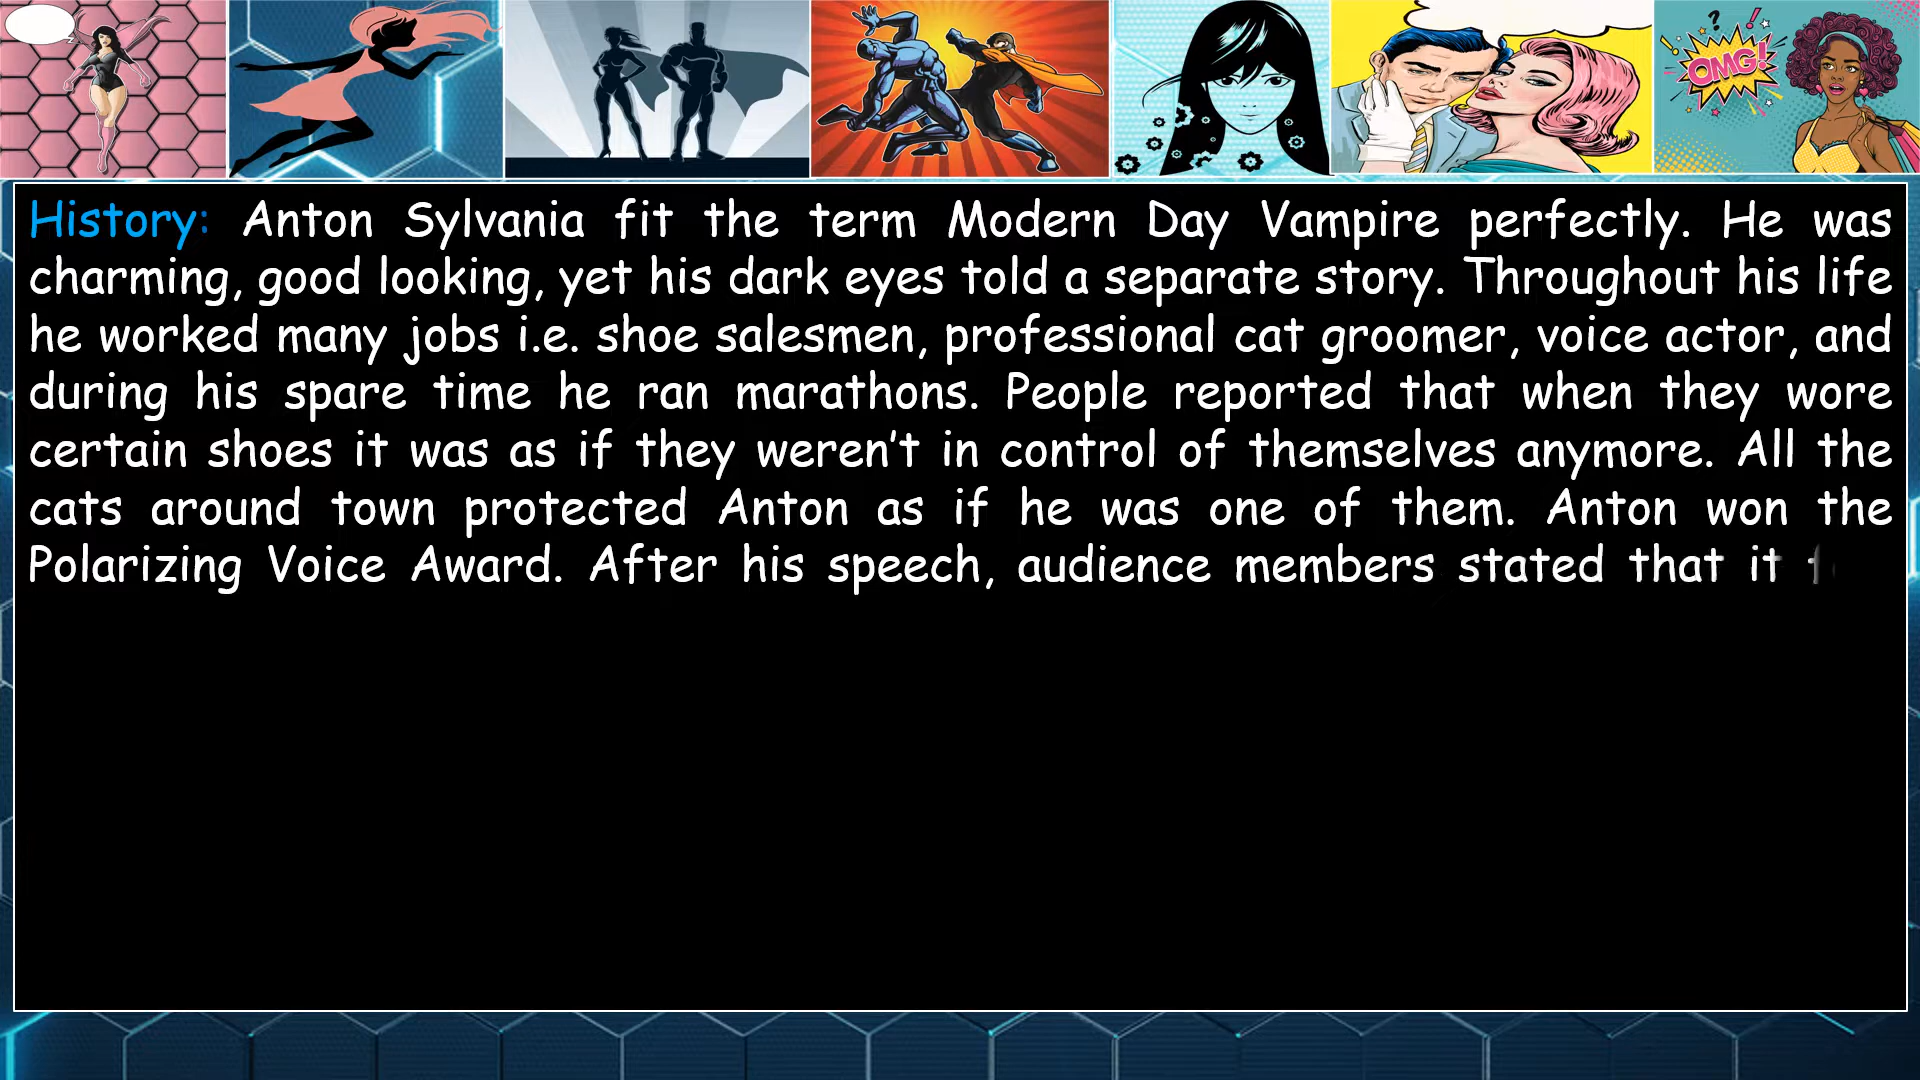 OMG!
?
!
History: Anton Sylvania fit the term Modern Day Vampire perfectly. He was
charming, good looking, yet his dark eyes told a separate story. Throughout his life
he worked many jobs i.e. shoe salesmen, professional cat groomer, voice actor, and
during his spare time he ran marathons. People reported that when they wore
certain shoes it was as if they weren't in control of themselves anymore. All the
cats around town protected Anton as if he was one of them. Anton won the
Polarizing Voice Award. After his speech, audience members stated that it